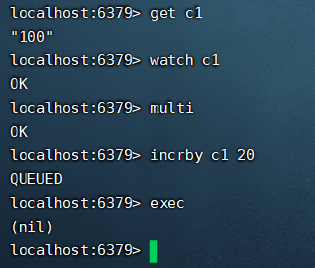 localhost:6379> get c1
"100"
localhost:6379> watch c1
OK
localhost:6379> multi
OK
localhost:6379> incrby c1 20
QUEUED
localhost:6379> exec
(nil)
localhost:6379>